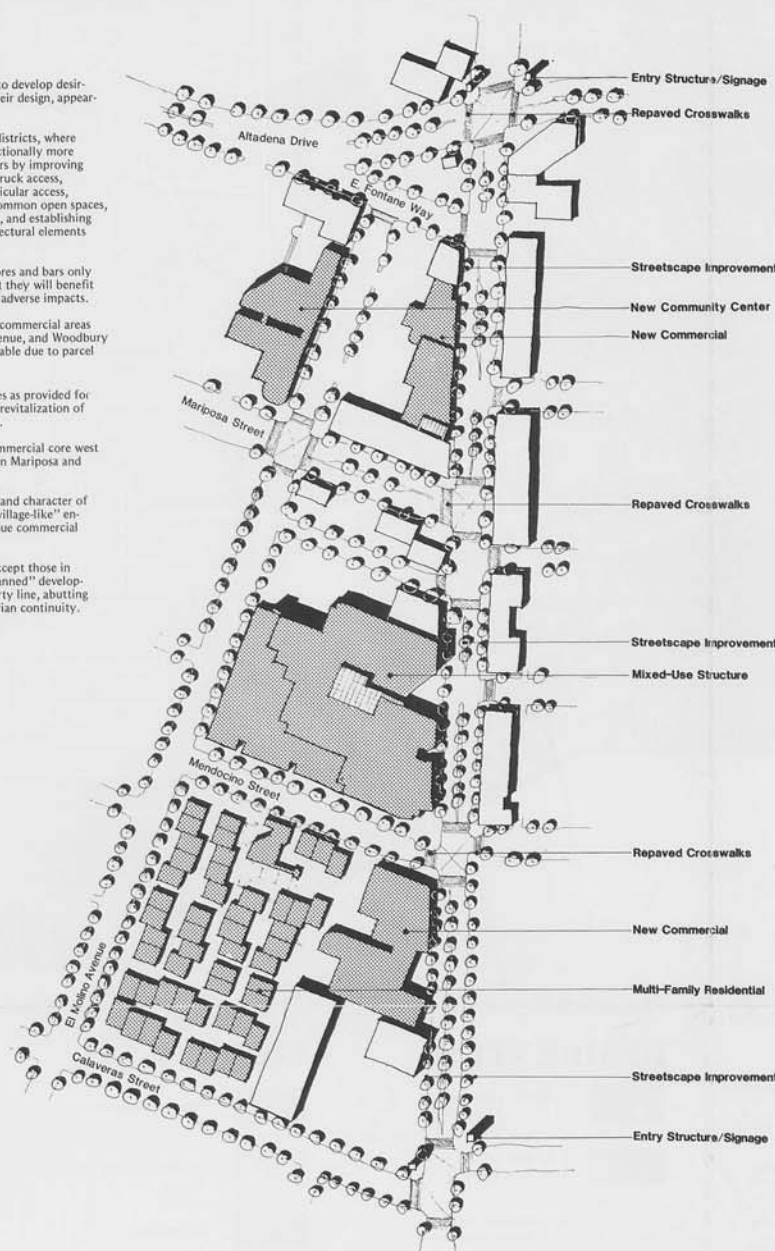 to develop desir-
eir design, appear-
districts, where
ctionally more
rs by improving
ruck access,
icular access,
ommon open spaces,
, and establishing
ectural elements
ores and bars only
t they will benefit
adverse impacts.
commercial areas
enue, and Woodbury
able due to parcel
es as provided for
revitalization of
mmercial core west
n Mariposa and
and character of
village-like" en-
ue commercial
xcept those in
anned" develop-
rty line, abutting
rian continuity.
Entry Structure/Signage
Repaved Crosswalks
Altadena Drive
E. Fontane Way
Streetscape Improvement
New Community Center
New Commercial
Mariposa Street
Repaved Crosswalks
Streetscape Improvement
Mixed-Use Structure
Mendocino Street
Repaved Crosswalks
New Commercial
El Molino Avenue
Multi-Family Residential
Calaveras Street
Streetscape Improvement
Entry Structure/Signage